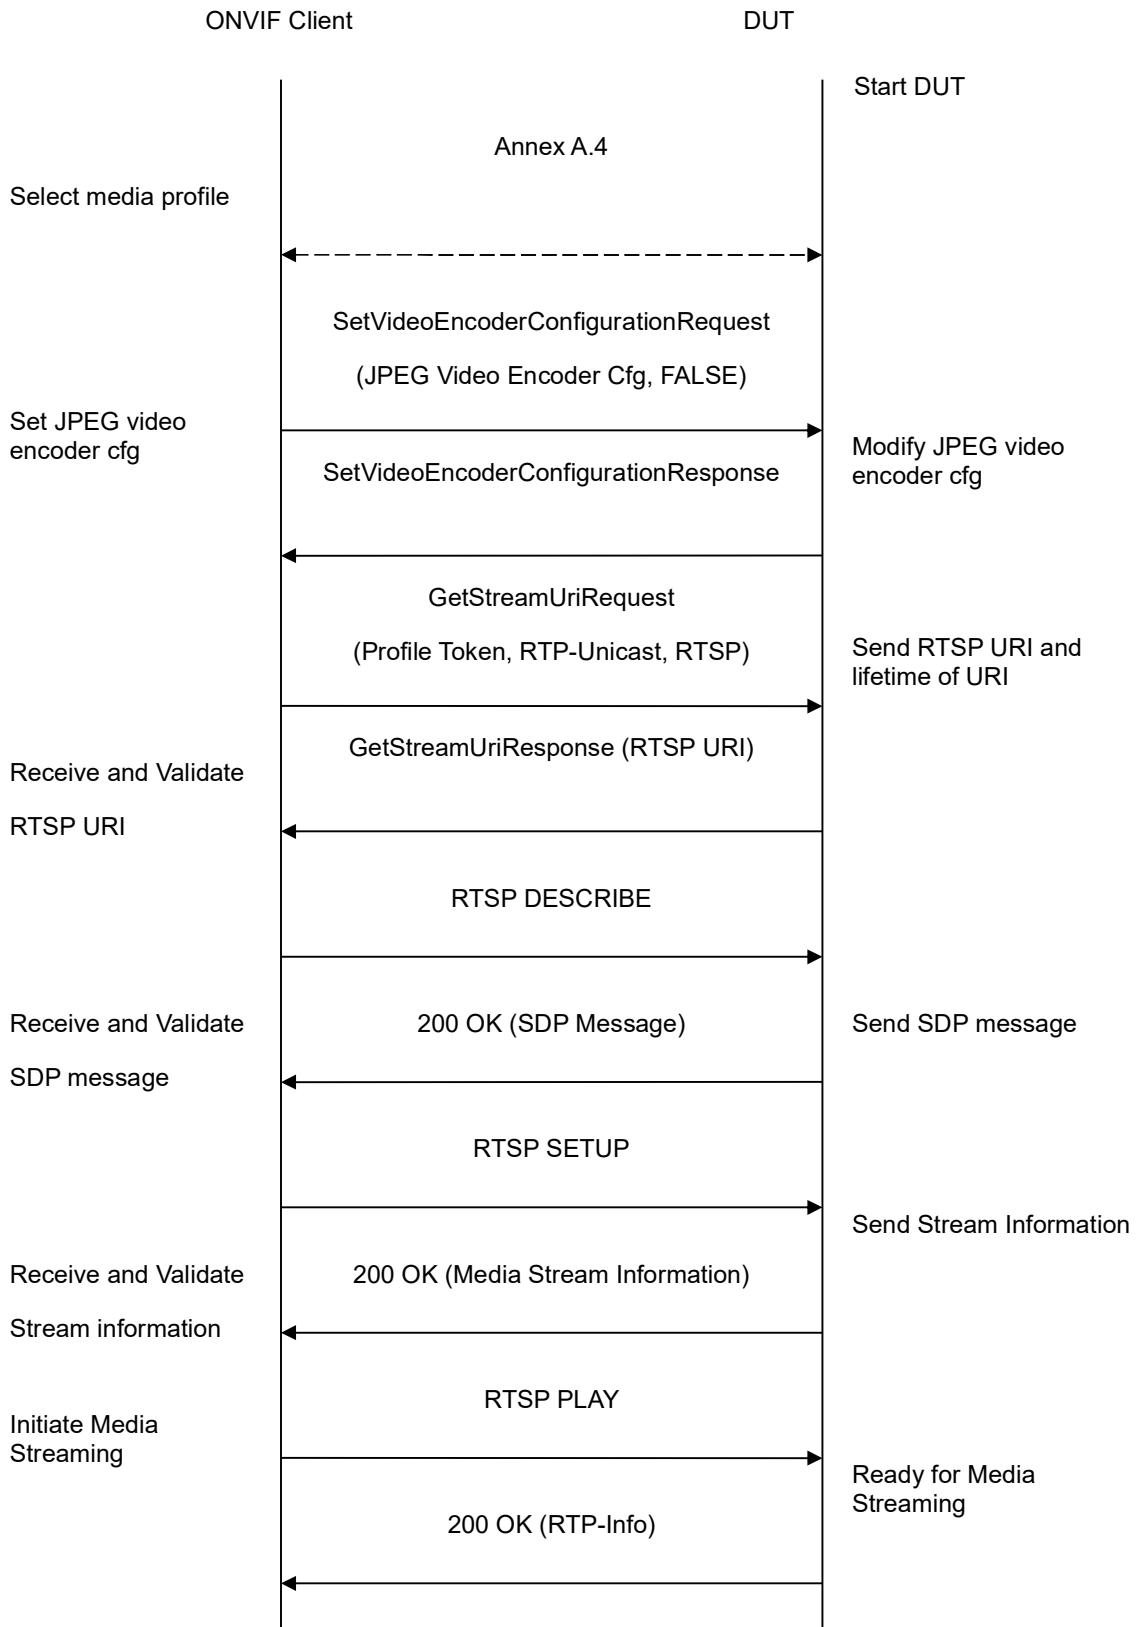 ONVIF Client
DUT
Start DUT
Annex A.4
Select media profile
SetVideoEncoderConfigurationRequest
(JPEG Video Encoder Cfg, FALSE)
Set JPEG video
encoder cfg
Modify JPEG video
encoder cfg
SetVideoEncoderConfigurationResponse
GetStreamUriRequest
(Profile Token, RTP-Unicast, RTSP)
Send RTSP URI and
lifetime of URI
GetStreamUriResponse (RTSP URI)
Receive and Validate
RTSP URI
RTSP DESCRIBE
Receive and Validate
SDP message
200 OK (SDP Message)
Send SDP message
RTSP SETUP
Send Stream Information
Receive and Validate
Stream information
200 OK (Media Stream Information)
RTSP PLAY
Initiate Media
Streaming
Ready for Media
Streaming
200 OK (RTP-Info)